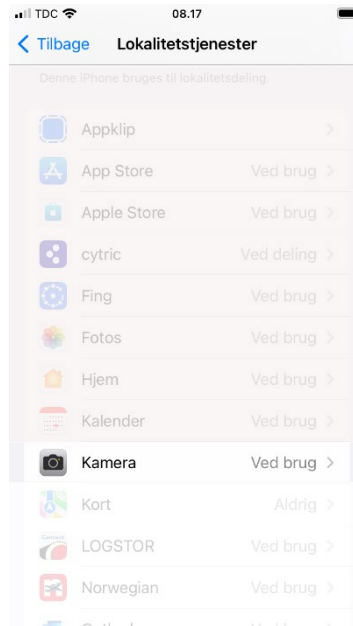 TDC 08.17
Tilbage Lokalitetstjenester
Denne iPhone bruges til lokalitetsdeling.
Appklip
App Store Ved brug
Apple Store Ved brug
cytric Ved deling
Fing Ved brug
Fotos Ved brug
Hjem Ved brug
Kalender Ved brug
Kamera Ved brug
Kort Aldrig
LOGSTOR Ved brug
Norwegian Ved brug